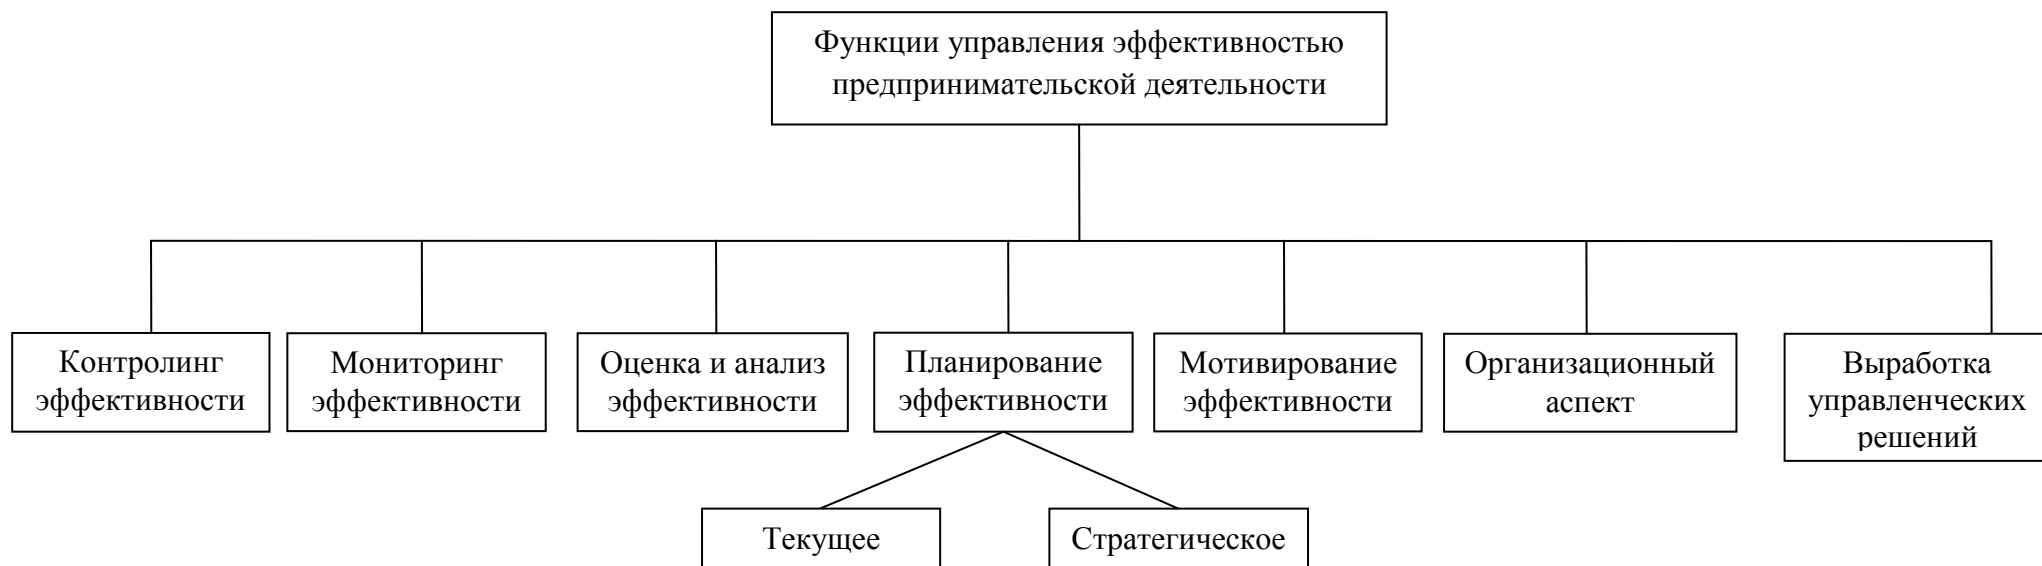 Функции управления эффективностью
предпринимательской деятельности
Контролинг
эффективности
Мониторинг
эффективности
Оценка и анализ
эффективности
Планирование
эффективности
Мотивирование
эффективности
Организационный
аспект
Выработка
управленческих
решений
Текущее
Стратегическое